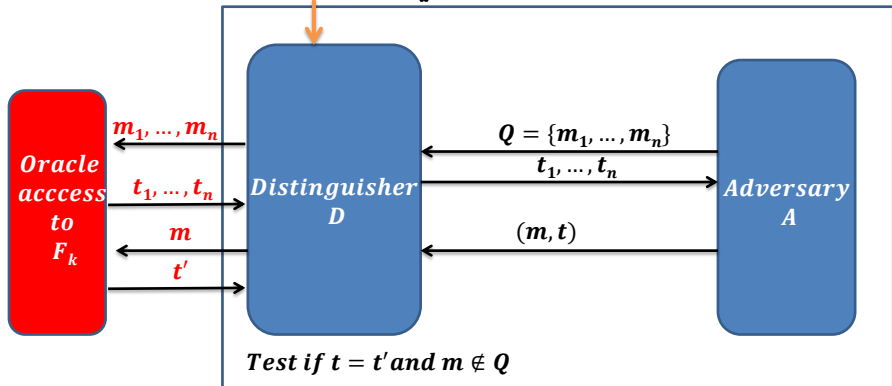 m₁, …, mₙ
Q = {m₁, …, mₙ}
Oracle
acccess
to
Fₖ
t₁, …, tₙ
Distinguisher
D
t₁, …, tₙ
Adversary
A
m
(m, t)
t′
Test if t = t′ and m ∉ Q